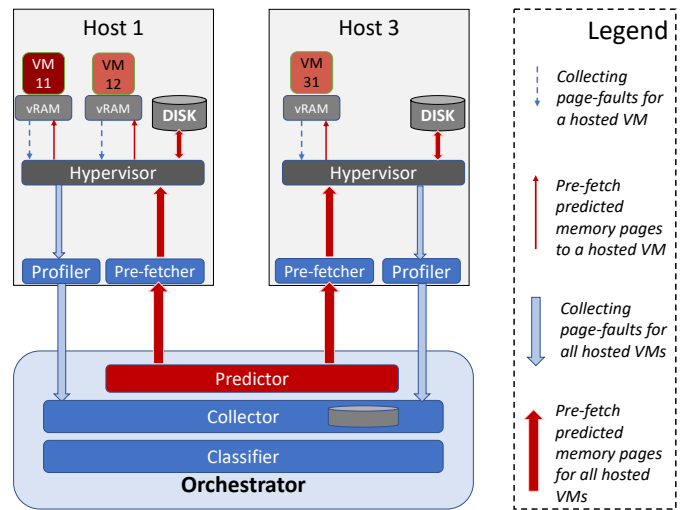 Host 1
VM
11
VM
12
vRAM
vRAM
DISK
Hypervisor
Profiler
Pre-fetcher
Host 3
VM
31
vRAM
DISK
Hypervisor
Pre-fetcher
Profiler
Predictor
Collector
Classifier
Orchestrator
Legend
Collecting
page-faults for
a hosted VM
Pre-fetch
predicted
memory pages
to a hosted VM
Collecting
page-faults for
all hosted VMs
Pre-fetch
predicted
memory pages
for all hosted
VMs